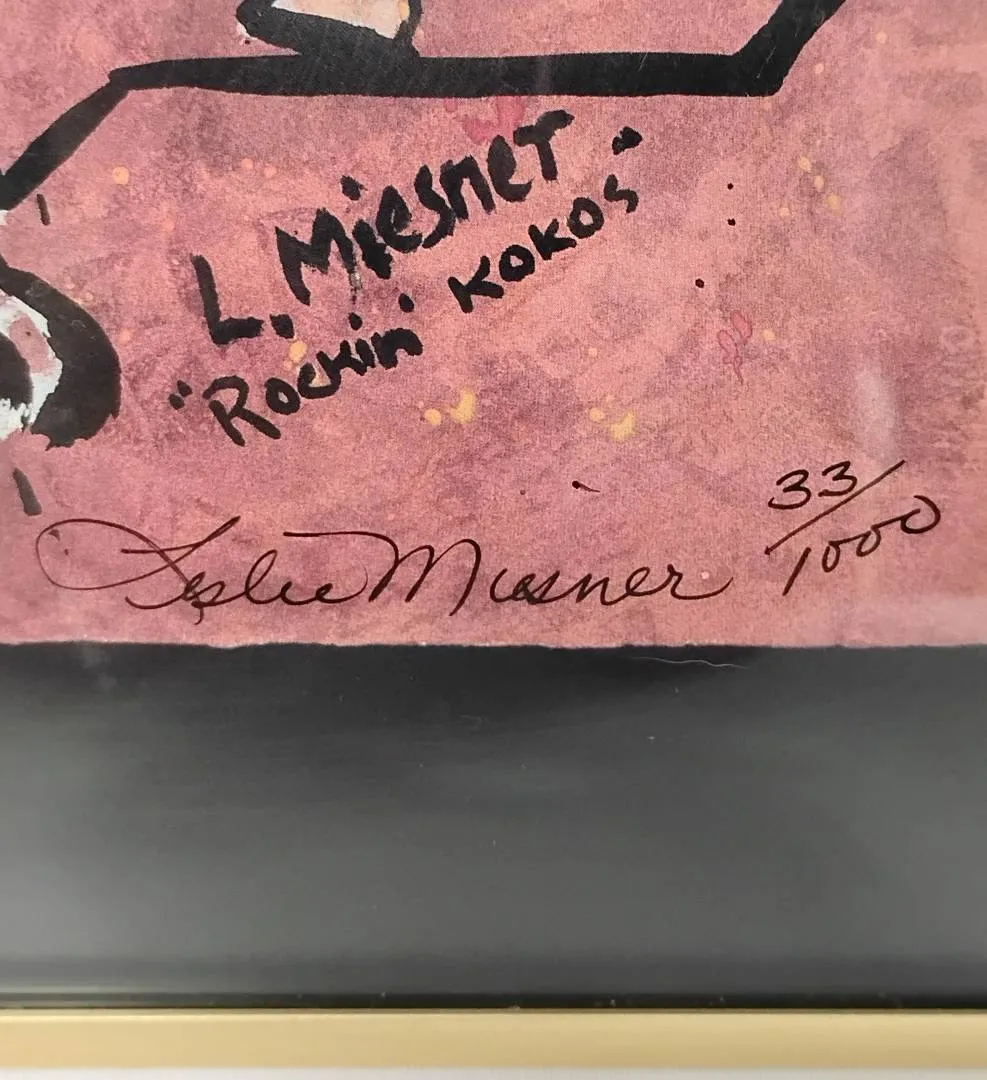 L. Miesner
"Rockin' Kokos"
33/1000
Leslie Miesner